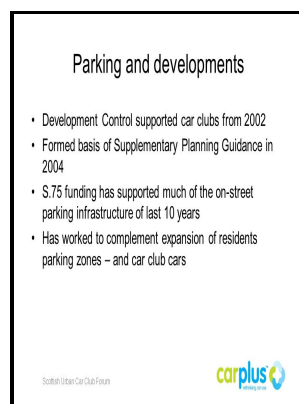 Parking and developments
• Development Control supported car clubs from 2002
• Formed basis of Supplementary Planning Guidance in
2004
• S.75 funding has supported much of the on-street
parking infrastructure of last 10 years
• Has worked to complement expansion of residents
parking zones – and car club cars
Scottish Urban Car Club Forum
carplus